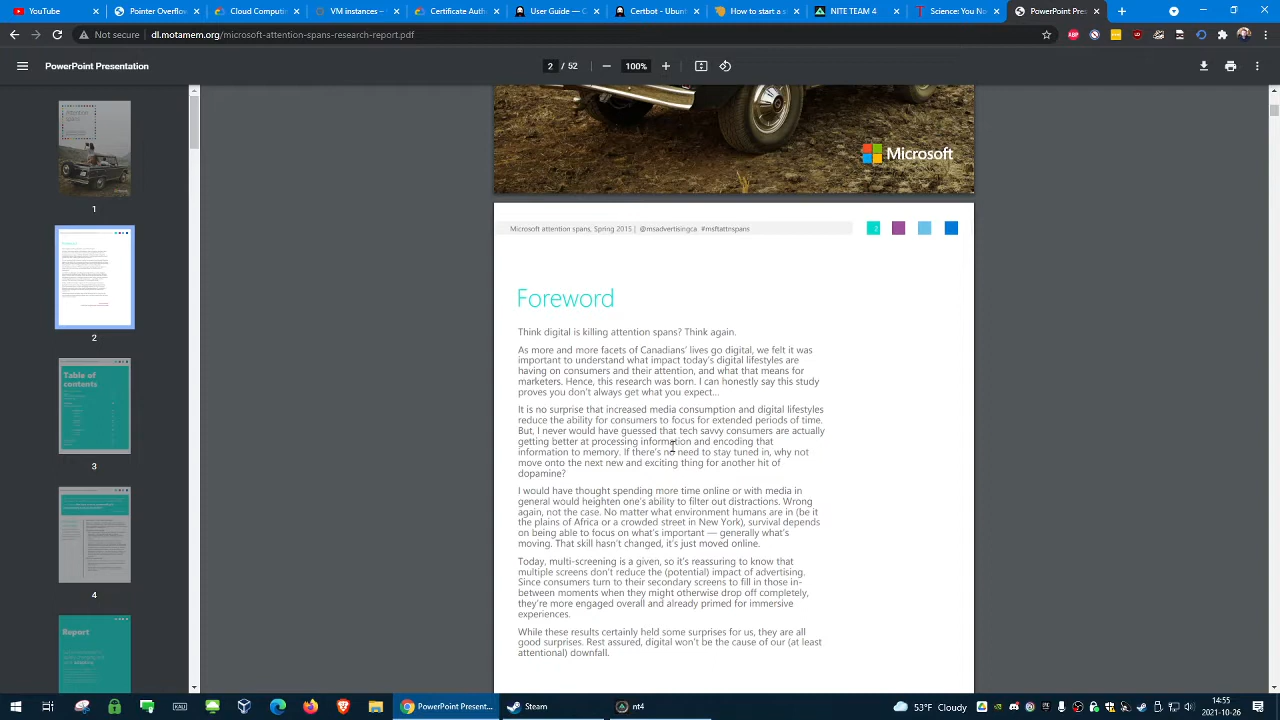 Pointer Overflow
Cloud Computing
VM instances –
Certificate Auth
Container Under
How to start a
NITE TEAM 4
Science You No
PowerPoint Pre
Not secure
dl.motamem.org/microsoft-attention-spans-research-report.pdf
PowerPoint Presentation
2 / 52
100%
Microsoft
Microsoft attention spans, Spring 2015 | @msadvertisingca #msftattnspans
2
Foreword
Think digital is killing attention spans? Think again.
As more and more facets of Canadians' lives go digital, we felt it was
important to understand what impact today's digital lifestyles are
having on consumers and their attention, and what that means for
marketers. Hence, this research was born. I can honestly say this study
proves you don't always get what you expect...
It is no surprise that increased media consumption and digital lifestyles
reduce the ability for consumers to focus for extended periods of time.
But, I never would have guessed that tech savvy consumers are actually
getting better at processing information and encoding that
information to memory. If there's no need to stay tuned in, why not
move onto the next new and exciting thing for another hit of
dopamine?
I would have thought spending more time online or with media in
general would heighten one's ability to filter out distractions. Wrong
again, not the case. No matter what environment humans are in (be it
the plains of Africa or a crowded street in New York), survival depends
on being able to focus on what's important — generally what's
moving. That skill hasn't changed, it's just moved online.
Today, multi-screening is a given, so it's reassuring to know that
multiple screens don't reduce the (potential) impact of advertising.
Since consumers turn to their secondary screens to fill in those in-
between moments when they might otherwise drop off completely,
they're more engaged overall and already primed for immersive
experiences.
While these results certainly held some surprises for us, they are all
good surprises. Rest assured, digital won't be the cause of our (at least
attentional) downfall.
Attention
spans
1
2
Table of
contents
3
4
Report
PowerPoint Present...
Steam
nt4
53°F Cloudy
14:55
2021-10-26